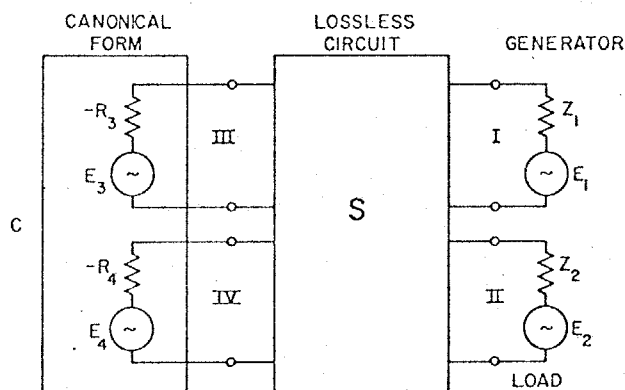 CANONICAL FORM
LOSSLESS CIRCUIT
GENERATOR
-R3
III
I
Z1
E3
~
~
E1
C
S
-R4
IV
II
Z2
E4
~
~
E2
LOAD